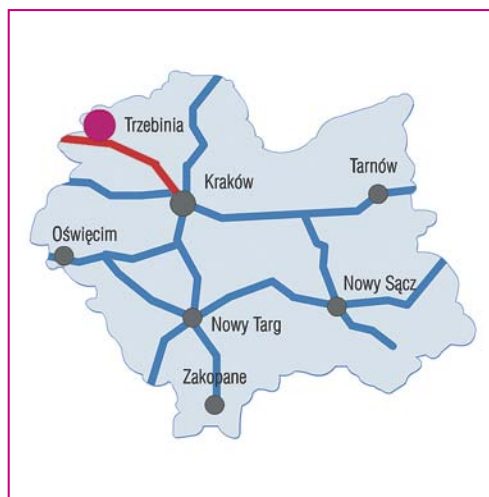 Trzebinia
Tarnów
Kraków
Oświęcim
Nowy Sącz
Nowy Targ
Zakopane